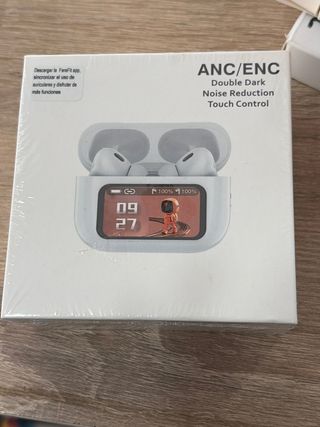 Descargar la FereFit app,
sincronizar el uso de
auriculares y disfrutar de
más funciones
ANC/ENC
Double Dark
Noise Reduction
Touch Control
100% 100%
09
27